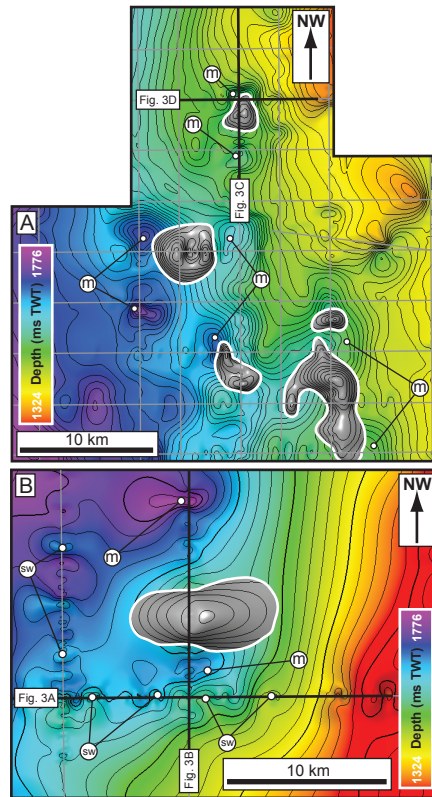 NW
m
Fig. 3D
m
Fig. 3C
A
m
m
1324 Depth (ms TWT) 1776
m
10 km
m
B
NW
sw
m
m
Fig. 3A
sw
sw
Fig. 3B
1324 Depth (ms TWT) 1776
10 km